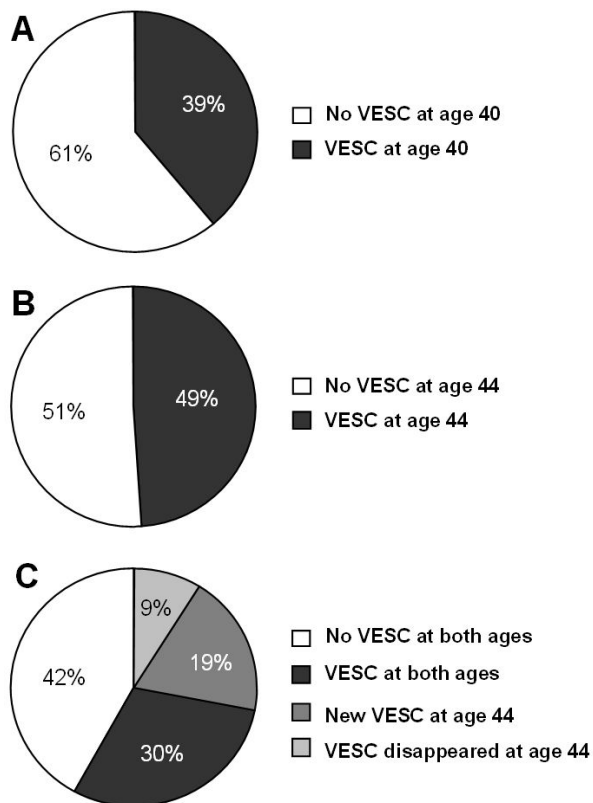 A
39%
61%
No VESC at age 40
VESC at age 40
B
49%
51%
No VESC at age 44
VESC at age 44
C
9%
19%
42%
30%
No VESC at both ages
VESC at both ages
New VESC at age 44
VESC disappeared at age 44